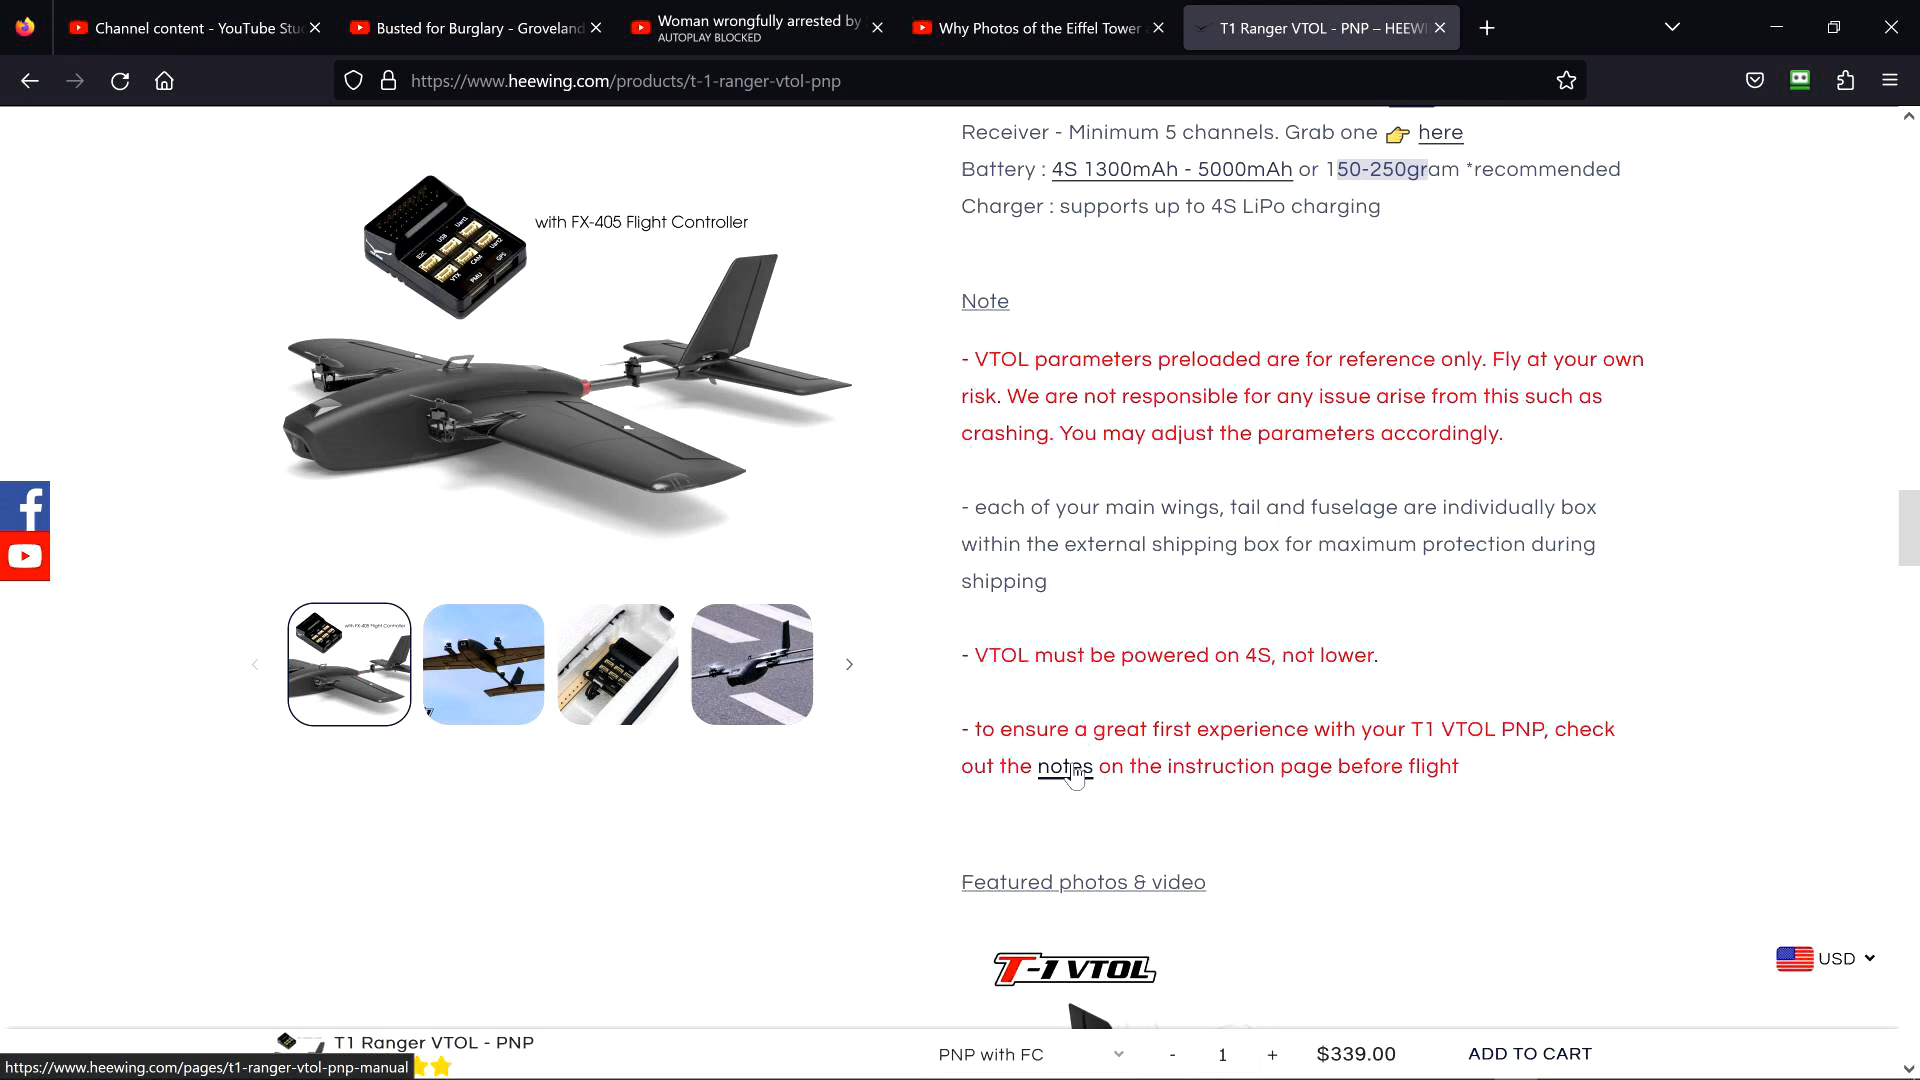 Channel content - YouTube Stu
Busted for Burglary - Groveland
Woman wrongfully arrested by
AUTOPLAY BLOCKED
Why Photos of the Eiffel Tower
T1 Ranger VTOL - PNP – HEEWI
https://www.heewing.com/products/t-1-ranger-vtol-pnp
with FX-405 Flight Controller
Receiver - Minimum 5 channels. Grab one 👉 here
Battery : 4S 1300mAh - 5000mAh or 150-250gram *recommended
Charger : supports up to 4S LiPo charging
Note
- VTOL parameters preloaded are for reference only. Fly at your own
risk. We are not responsible for any issue arise from this such as
crashing. You may adjust the parameters accordingly.
- each of your main wings, tail and fuselage are individually box
within the external shipping box for maximum protection during
shipping
- VTOL must be powered on 4S, not lower.
- to ensure a great first experience with your T1 VTOL PNP, check
out the notes on the instruction page before flight
Featured photos & video
T-1 VTOL
USD
T1 Ranger VTOL - PNP
PNP with FC
- 1 +
$339.00
ADD TO CART
https://www.heewing.com/pages/t1-ranger-vtol-pnp-manual